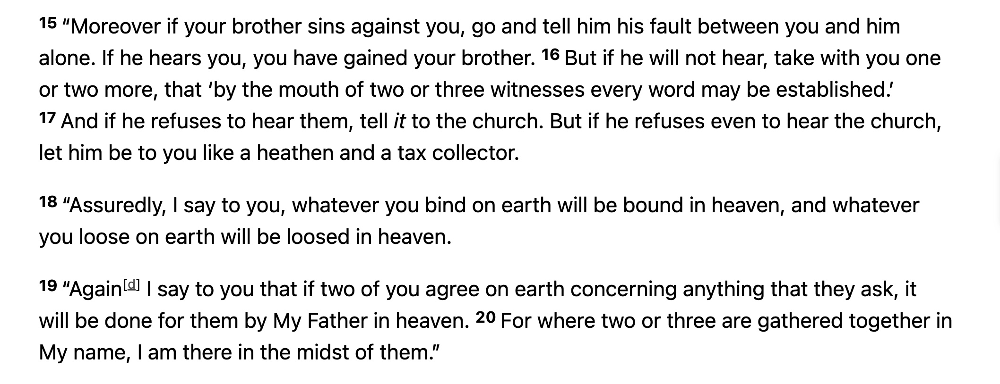 15 “Moreover if your brother sins against you, go and tell him his fault between you and him
alone. If he hears you, you have gained your brother. 16 But if he will not hear, take with you one
or two more, that ‘by the mouth of two or three witnesses every word may be established.’
17 And if he refuses to hear them, tell it to the church. But if he refuses even to hear the church,
let him be to you like a heathen and a tax collector.
18 “Assuredly, I say to you, whatever you bind on earth will be bound in heaven, and whatever
you loose on earth will be loosed in heaven.
19 “Again[d] I say to you that if two of you agree on earth concerning anything that they ask, it
will be done for them by My Father in heaven. 20 For where two or three are gathered together in
My name, I am there in the midst of them.”